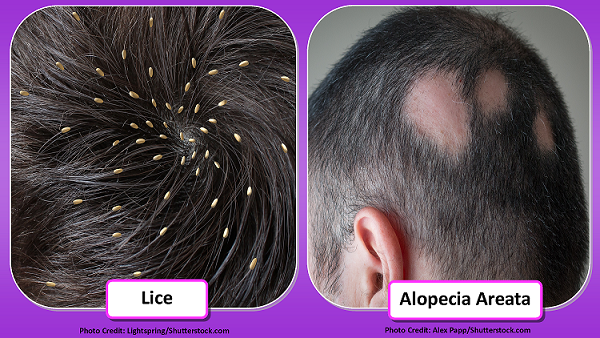 Lice
Alopecia Areata
Photo Credit: Lightspring/Shutterstock.com
Photo Credit: Alex Papp/Shutterstock.com